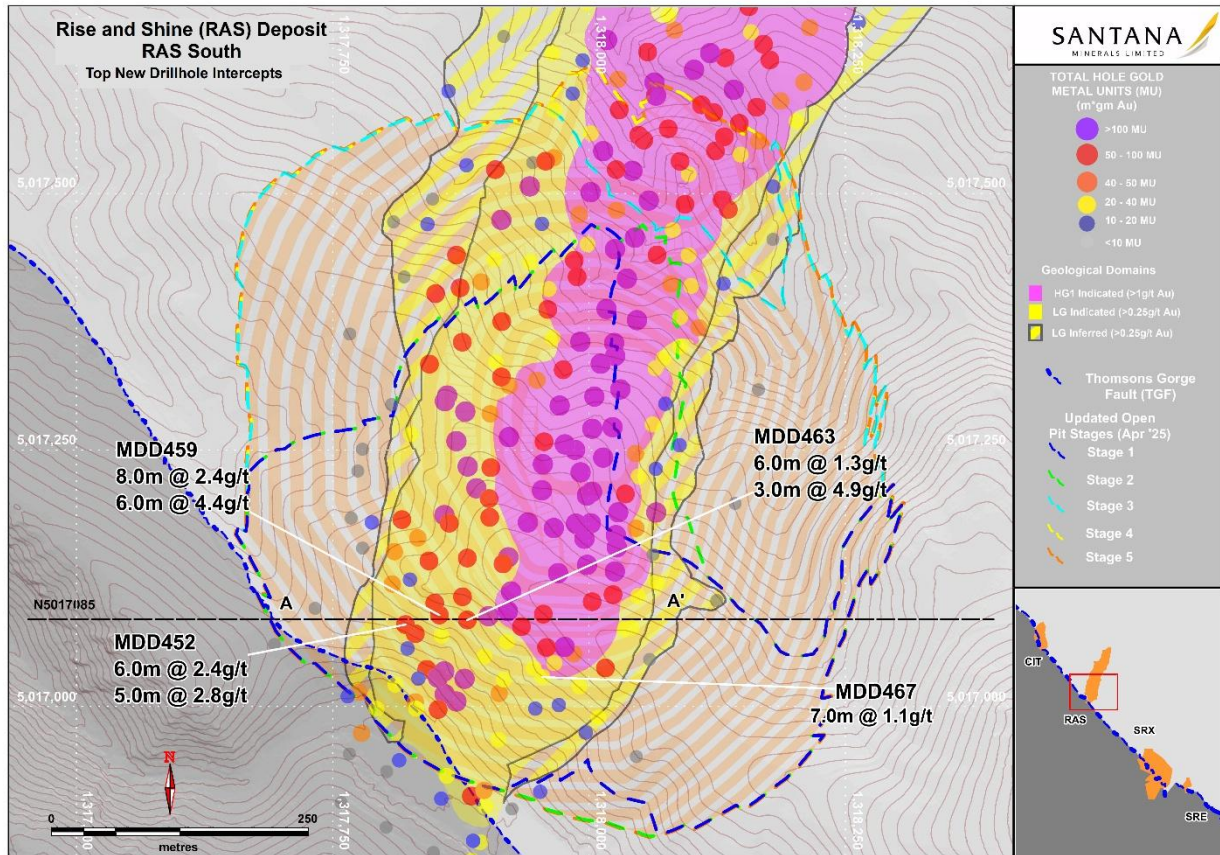 Rise and Shine (RAS) Deposit
RAS South
Top New Drillhole Intercepts
1,317,750
1,318,000
1,318,250
5,017,500
5,017,500
5,017,250
5,017,250
MDD459
8.0m @ 2.4g/t
6.0m @ 4.4g/t
MDD463
6.0m @ 1.3g/t
3.0m @ 4.9g/t
N5017085
A
A'
MDD452
6.0m @ 2.4g/t
5.0m @ 2.8g/t
MDD467
7.0m @ 1.1g/t
5,017,000
5,017,000
N
0
250
metres
1,317,750
1,318,000
1,318,250
SANTANA
MINERALS LIMITED
TOTAL HOLE GOLD
METAL UNITS (MU)
(m*gm Au)
>100 MU
50 - 100 MU
40 - 50 MU
20 - 40 MU
10 - 20 MU
<10 MU
Geological Domains
HG1 Indicated (>1g/t Au)
LG Indicated (>0.25g/t Au)
LG Inferred (>0.25g/t Au)
Thomsons Gorge
Fault (TGF)
Updated Open
Pit Stages (Apr '25)
Stage 1
Stage 2
Stage 3
Stage 4
Stage 5
CIT
RAS
SRX
SRE